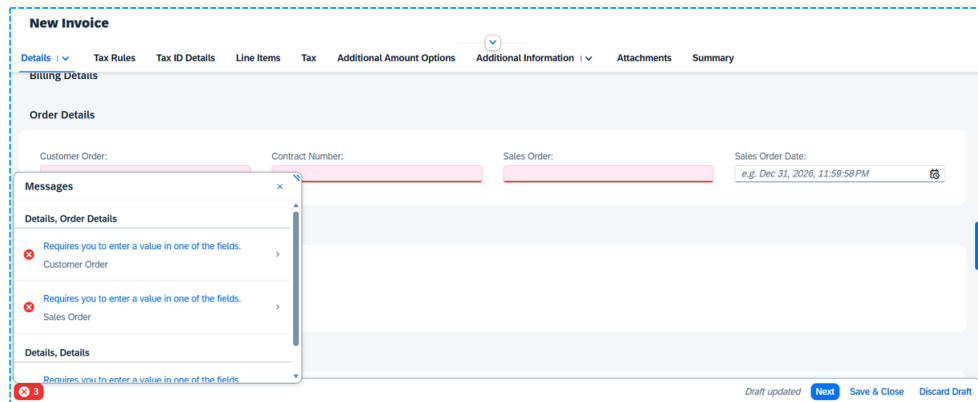 New Invoice
Details
Tax Rules
Tax ID Details
Line Items
Tax
Additional Amount Options
Additional Information
Attachments
Summary
Billing Details
Order Details
Customer Order:
Contract Number:
Sales Order:
Sales Order Date:
e.g. Dec 31, 2026, 11:59:58 PM
Messages
Details, Order Details
Requires you to enter a value in one of the fields.
Customer Order
Requires you to enter a value in one of the fields.
Sales Order
Details, Details
Requires you to enter a value in one of the fields
3
Draft updated
Next
Save & Close
Discard Draft